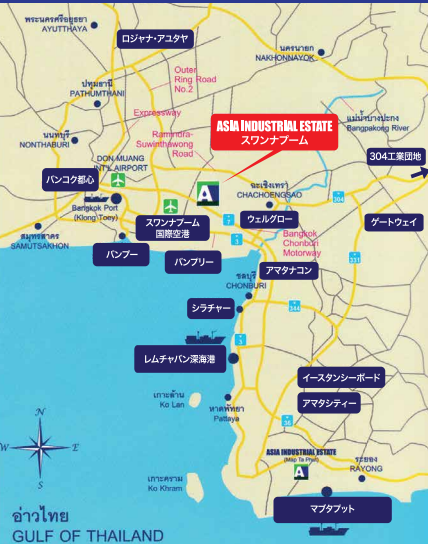 พระนครศรีอยุธยา
AYUTTHAYA
ロジャナ・アユタヤ
นครนายก
NAKHONNAYOK
Outer
Ring Road
No.2
ปทุมธานี
PATHUMTHANI
Expressway
แม่น้ำบางปะกง
Bangpakong River
นนทบุรี
NONTHABURI
Ramindra-
Suwinthawong
Road
ASIA INDUSTRIAL ESTATE
スワンナプーム
304工業団地
DON MUANG
INT'L AIRPORT
バンコク都心
A
ฉะเชิงเทรา
CHACHOENGSAO
304
Bangkok Port
(Klong Toey)
スワンナプーム
国際空港
ウェルグロー
ゲートウェイ
7
3
สมุทรสาคร
SAMUTSAKHON
バンプー
バンプリー
Bangkok
Chonburi
Motorway
331
アマタナコン
ชลบุรี
CHONBURI
シラチャー
344
3
レムチャバン深海港
イースタンシーボード
เกาะล้าน
Ko Lan
หาดพัทยา
Pattaya
アマタシティー
36
N
W
E
S
ASIA INDUSTRIAL ESTATE
(Map Ta Phut)
A
ระยอง
RAYONG
เกาะคราม
Ko Khram
マプタプット
อ่าวไทย
GULF OF THAILAND